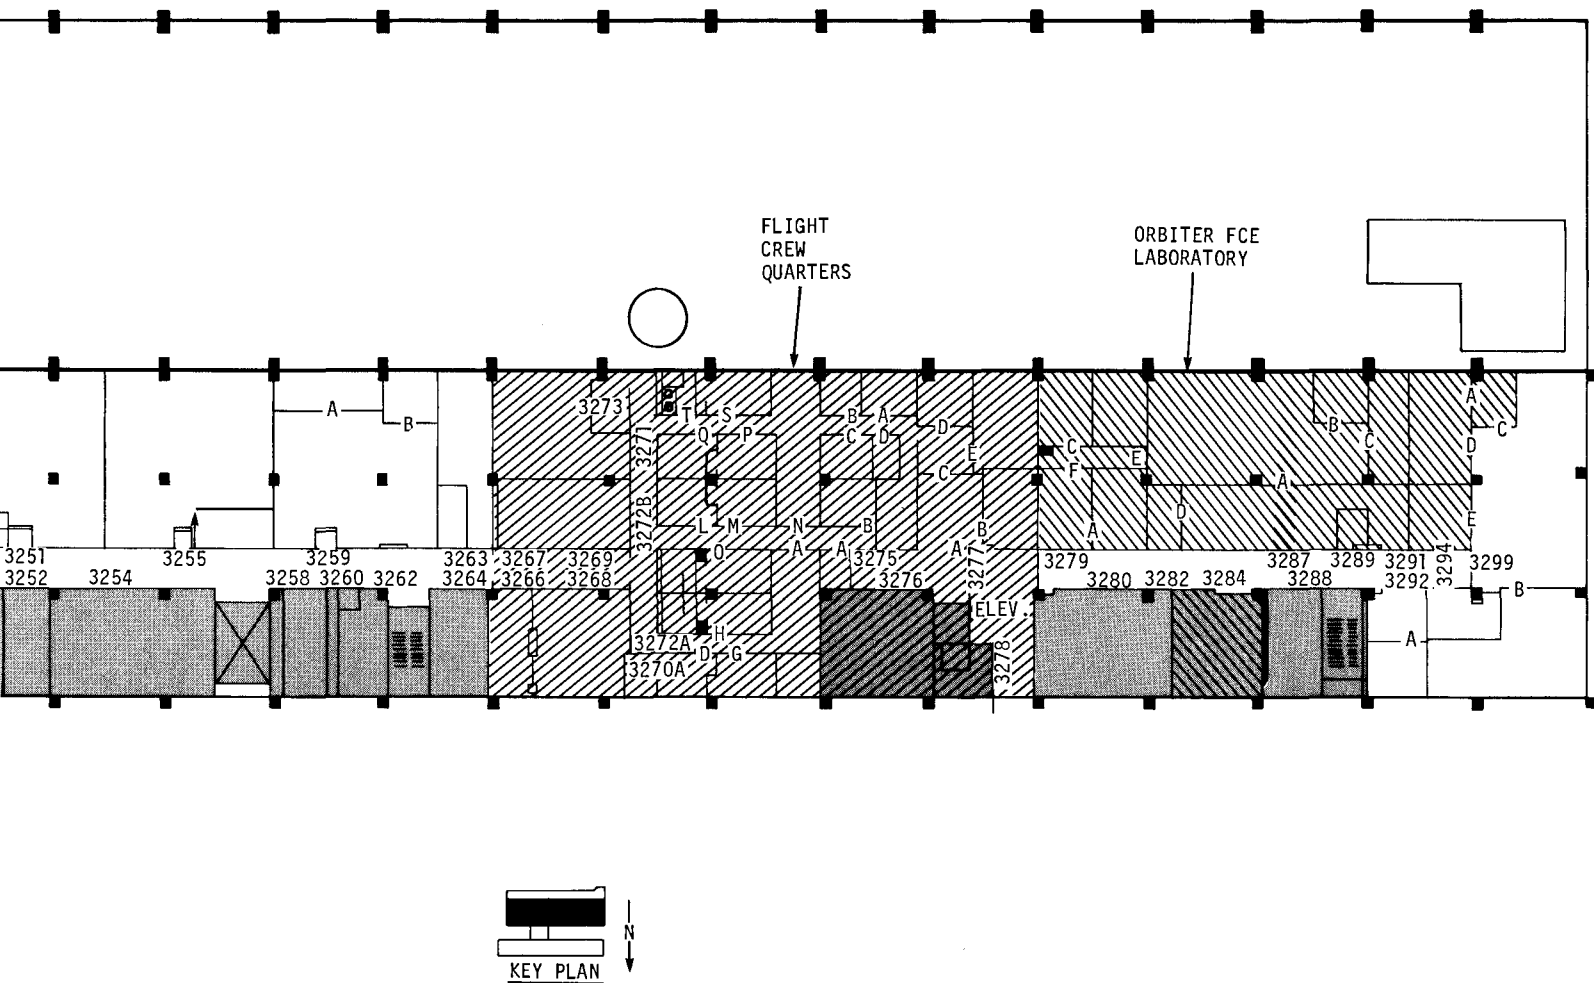 FLIGHT
CREW
QUARTERS
ORBITER FCE
LABORATORY
A
B
3273
T S
Q P
3271
B A
C D
D
E
C
C
F
E
B
C
A
D
C
A
D
E
3272B
L M N B
O A A A
B
A
3251
3255
3259
3263
3267
3269
3275
3277
3279
3287
3289
3291
3294
3299
3252
3254
3258
3260
3262
3264
3266
3268
3276
3280
3282
3284
3288
3292
B
ELEV.
H
3272A
D G
3270A
3278
A
N
KEY PLAN